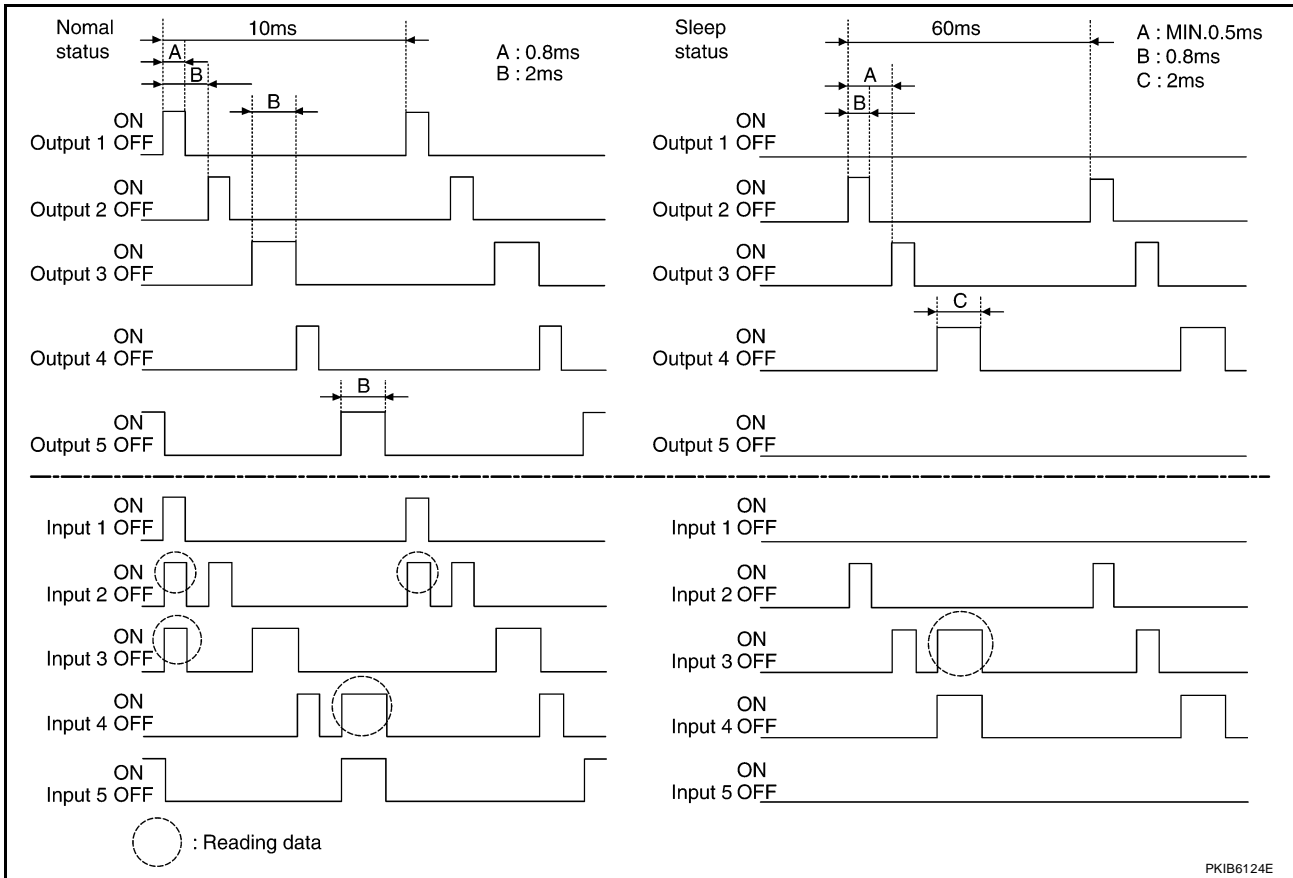 Nomal status
10ms
A
B
B
A : 0.8ms
B : 2ms
ON
Output 1 OFF
ON
Output 2 OFF
ON
Output 3 OFF
ON
Output 4 OFF
B
ON
Output 5 OFF
Sleep status
60ms
A
B
A : MIN.0.5ms
B : 0.8ms
C : 2ms
ON
Output 1 OFF
ON
Output 2 OFF
ON
Output 3 OFF
C
ON
Output 4 OFF
ON
Output 5 OFF
ON
Input 1 OFF
ON
Input 2 OFF
ON
Input 3 OFF
ON
Input 4 OFF
ON
Input 5 OFF
: Reading data
ON
Input 1 OFF
ON
Input 2 OFF
ON
Input 3 OFF
ON
Input 4 OFF
ON
Input 5 OFF
PKIB6124E